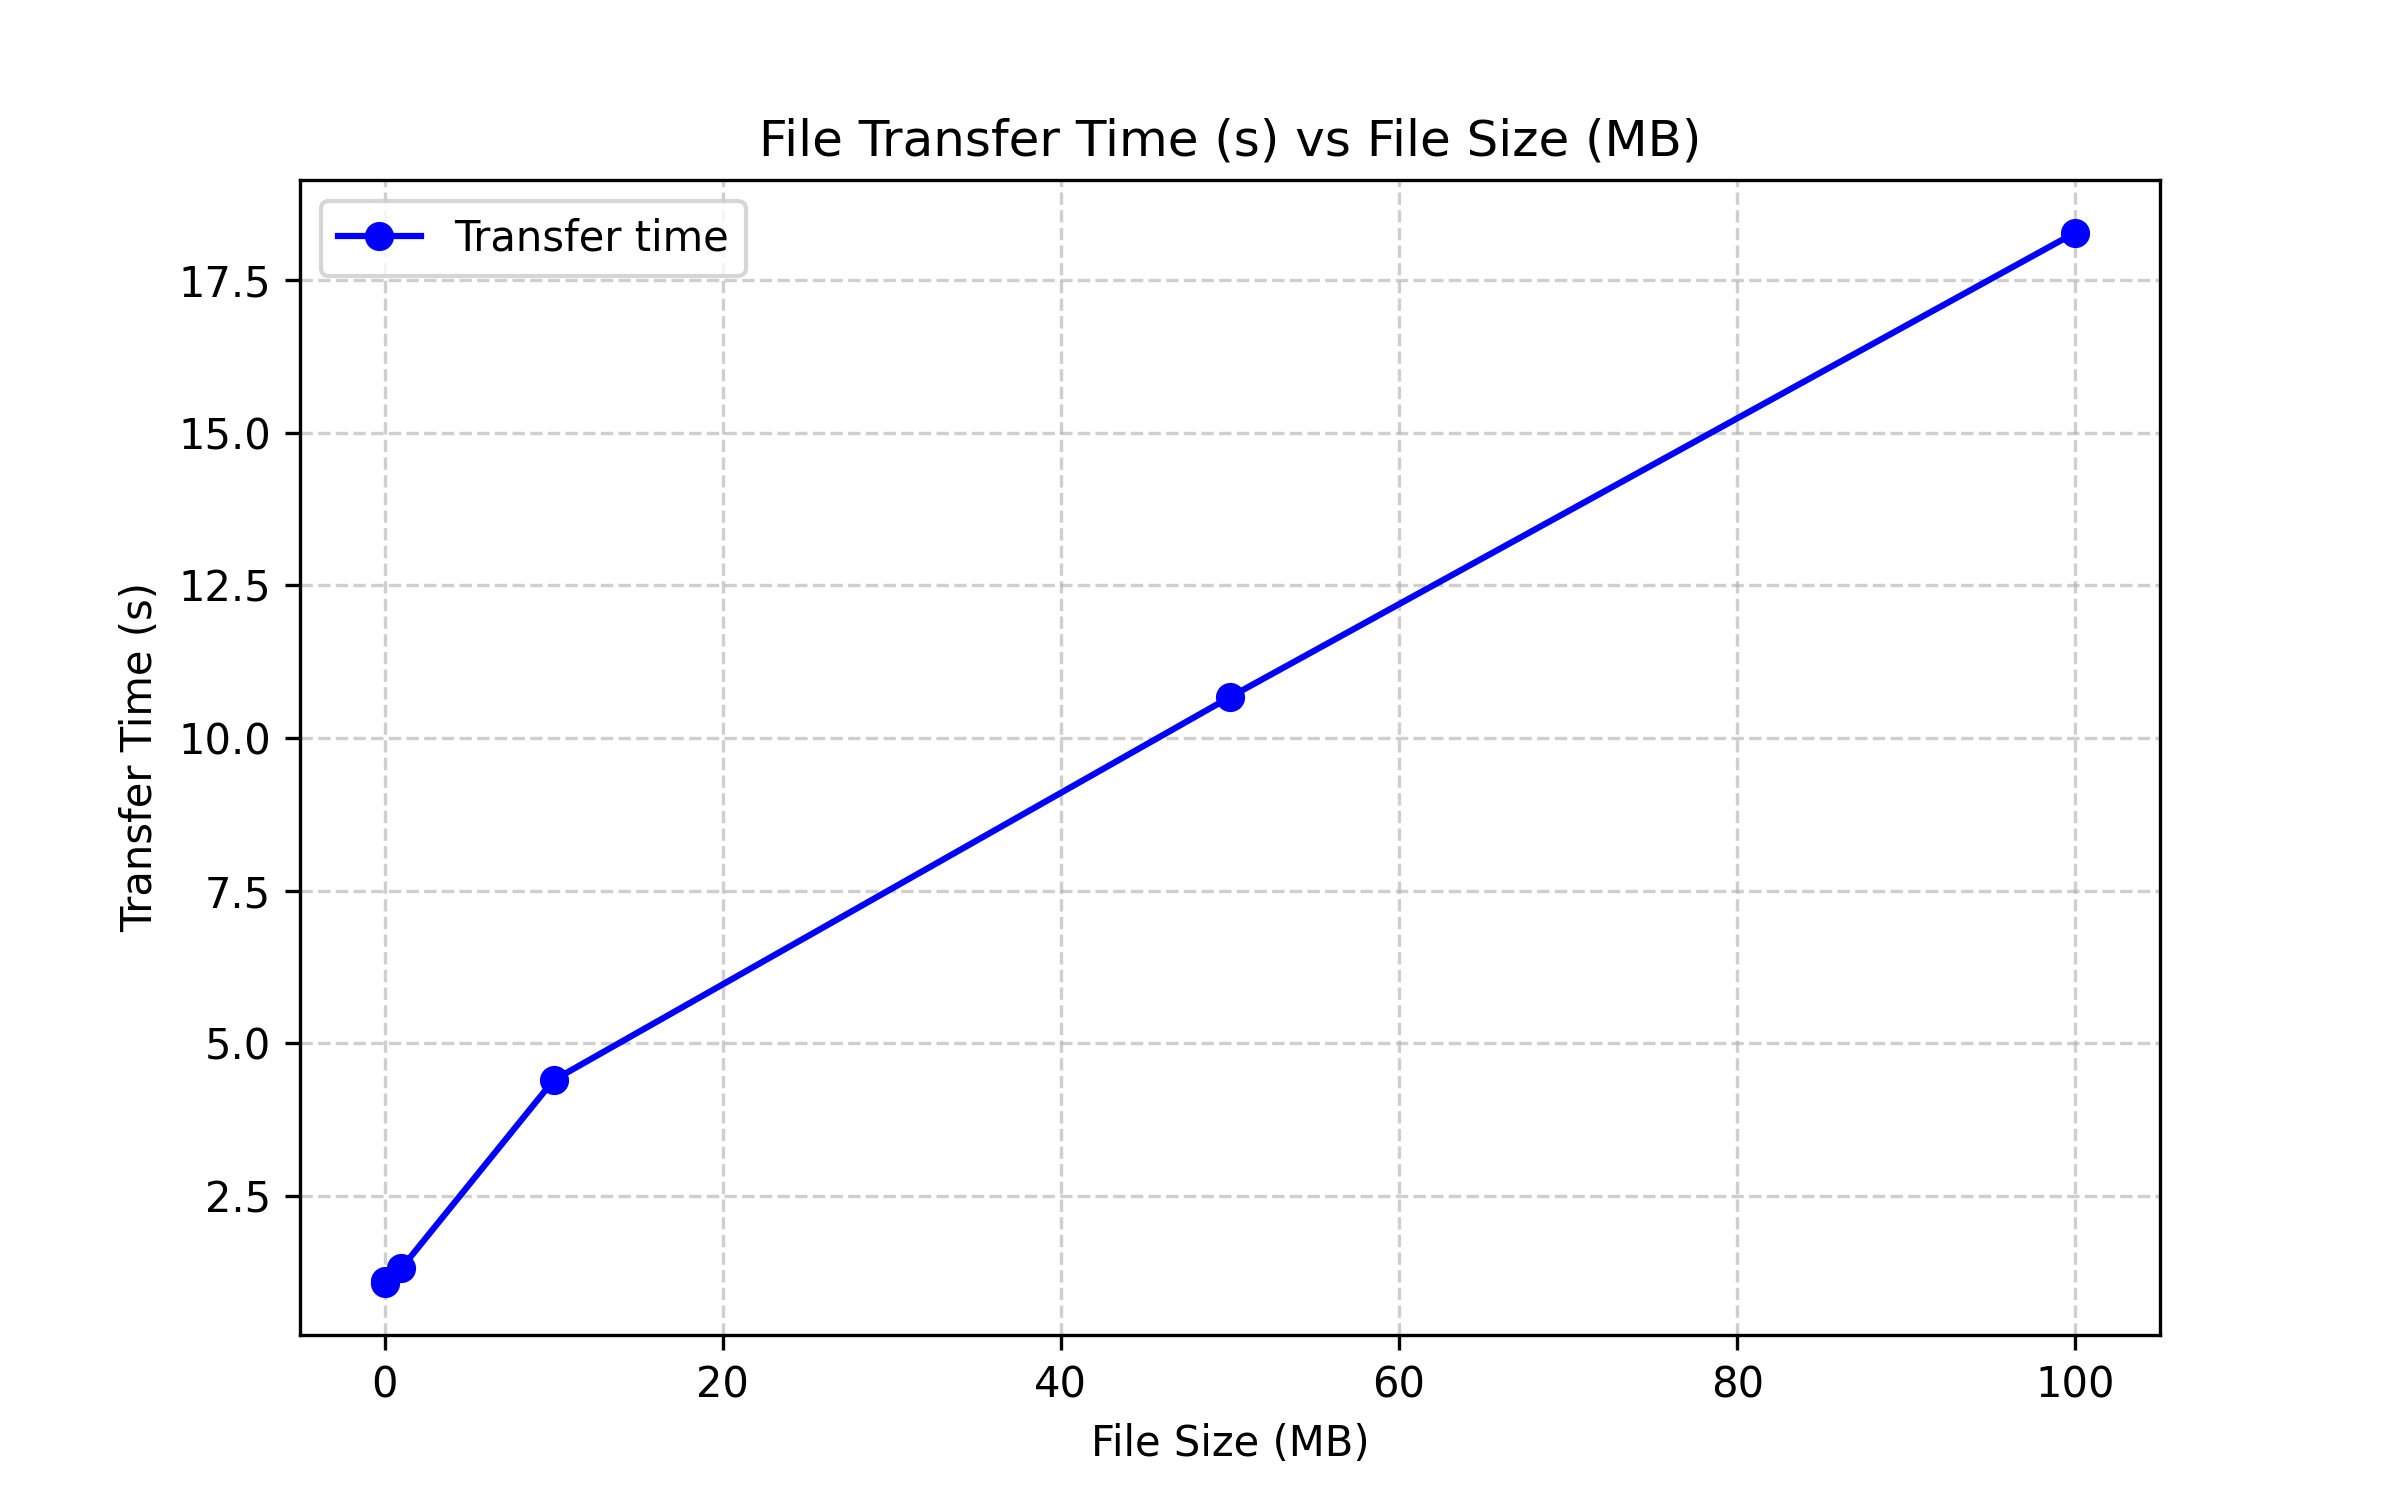 File Transfer Time (s) vs File Size (MB)
Transfer time
17.5
15.0
12.5
10.0
7.5
5.0
2.5
Transfer Time (s)
0 20 40 60 80 100
File Size (MB)